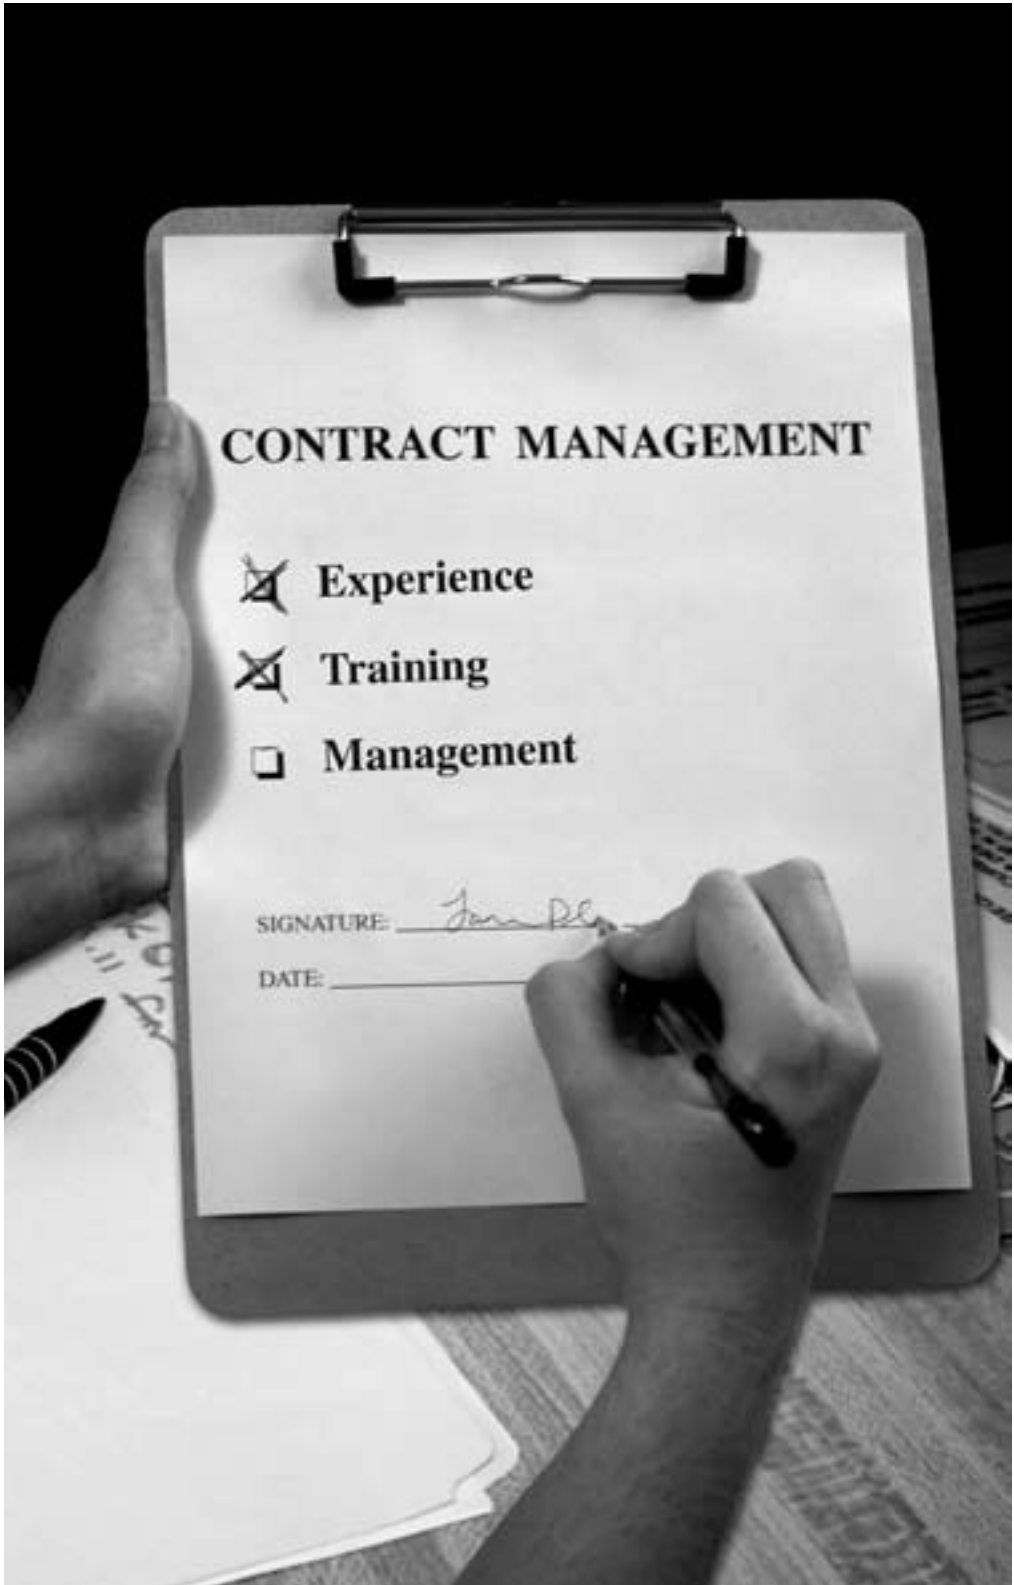 CONTRACT MANAGEMENT
Experience
Training
Management
SIGNATURE:
DATE: